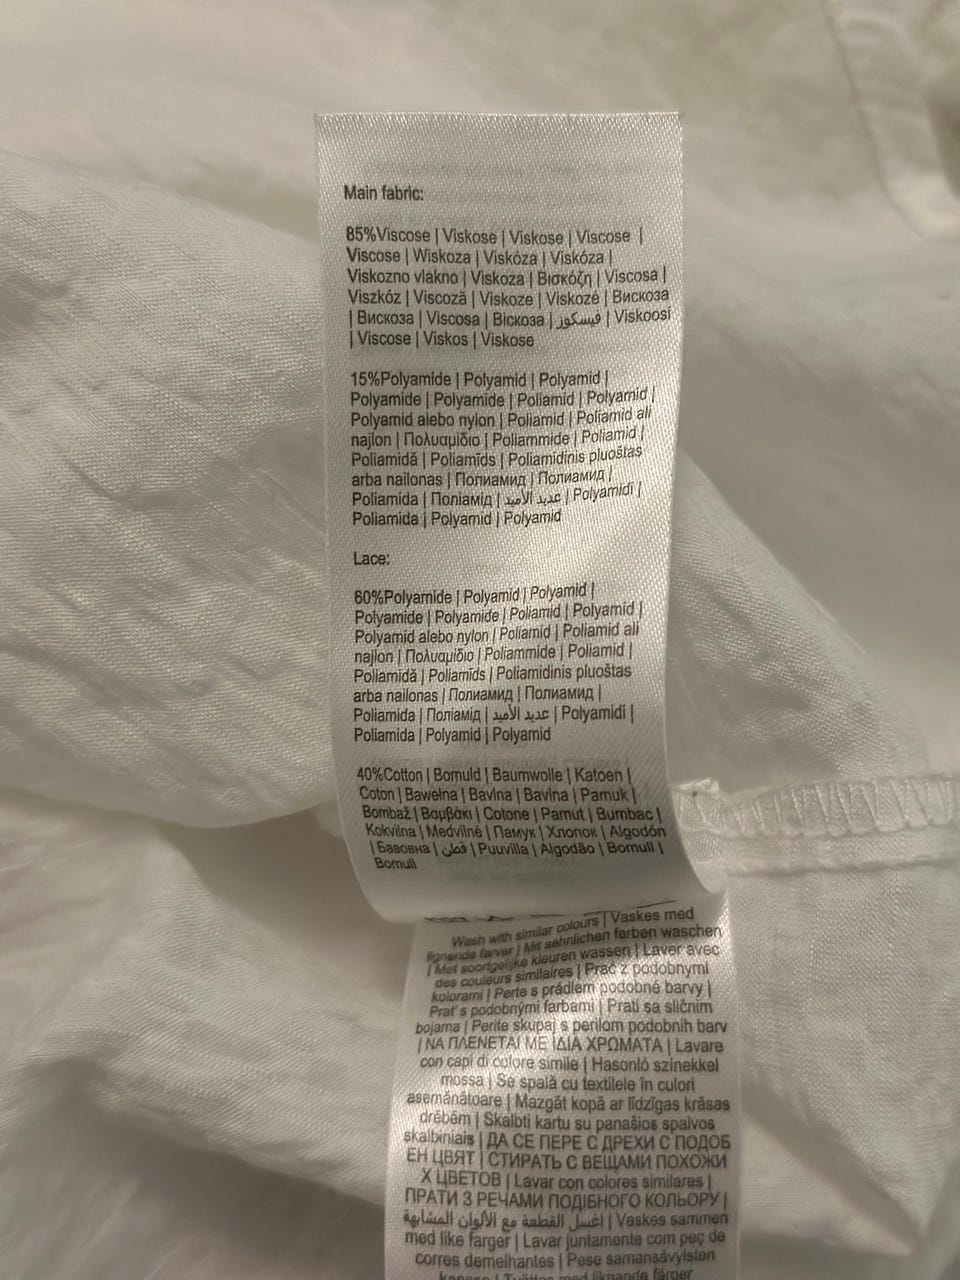 Main fabric:
85%Viscose | Viskose | Viskose | Viscose |
Viscose | Wiskoza | Viskóza | Viskóza |
Viskozno vlakno | Viskoza | Βισκόζη | Viscosa |
Viszkóz | Viscoză | Viskoze | Viskozė | Вискоза
| Вискоза | Viscosa | Віскоза | فيسكوز | Viskoosi
| Viscose | Viskos | Viskose
15%Polyamide | Polyamid | Polyamid |
Polyamide | Polyamide | Poliamid | Polyamid |
Polyamid alebo nylon | Poliamid | Poliamid ali
najlon | Πολυαμίδιο | Poliammide | Poliamid |
Poliamidă | Poliamīds | Poliamidinis pluoštas
arba nailonas | Полиамид | Полиамид |
Poliamida | Поліамід | عديد الأميد | Polyamidi |
Poliamida | Polyamid | Polyamid
Lace:
60%Polyamide | Polyamid | Polyamid |
Polyamide | Polyamide | Poliamid | Polyamid |
Polyamid alebo nylon | Poliamid | Poliamid ali
najlon | Πολυαμίδιο | Poliammide | Poliamid |
Poliamidă | Poliamīds | Poliamidinis pluoštas
arba nailonas | Полиамид | Полиамид |
Poliamida | Поліамід | عديد الأميد | Polyamidi |
Poliamida | Polyamid | Polyamid
40%Cotton | Bomuld | Baumwolle | Katoen |
Coton | Bawełna | Bavlna | Bavlna | Pamuk |
Bombaž | Βαμβάκι | Cotone | Pamut | Bumbac |
Kokvilna | Medvilnė | Памук | Хлопок | Algodón
| Бавовна | قطن | Puuvilla | Algodão | Bomull |
Bomull
Wash with similar colours | Vaskes med
lignende farver | Mit aehnlichen farben waschen
| Met soortgelijke kleuren wassen | Laver avec
des couleurs similaires | Prać z podobnymi
kolorami | Perte s prádlem podobné barvy |
Prat' s podobnými farbami | Prati sa sličnim
bojama | Perite skupaj s perilom podobnih barv
| ΝΑ ΠΛΕΝΕΤΑΙ ΜΕ ΙΔΙΑ ΧΡΩΜΑΤΑ | Lavare
con capi di colore simile | Hasonló színekkel
mossa | Se spală cu textilele în culori
asemănătoare | Mazgāt kopā ar līdzīgas krāsas
drēbēm | Skalbti kartu su panašios spalvos
skalbiniais | ДА СЕ ПЕРЕ С ДРЕХИ С ПОДОБ
ЕН ЦВЯТ | СТИРАТЬ С ВЕЩАМИ ПОХОЖИ
Х ЦВЕТОВ | Lavar con colores similares |
ПРАТИ З РЕЧАМИ ПОДІБНОГО КОЛЬОРУ |
اغسل القطعة مع الألوان المشابهة | Vaskes sammen
med like farger | Lavar juntamente com peç de
corres demelhantes | Pese samansävyisten
kanssa | Tvättas med liknande färger